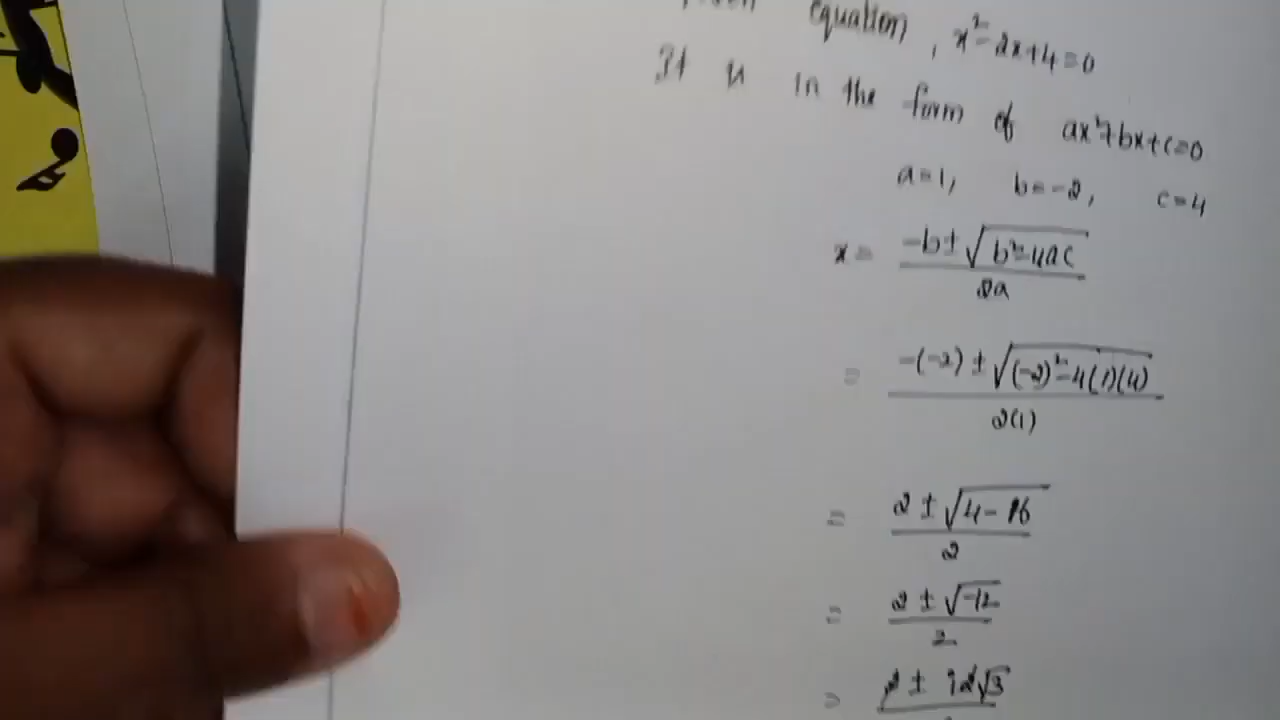 equation, x²-2x+4=0
It is in the form of ax²+bx+c=0
a=1, b=-2, c=4
x= -b±√b²-4ac / 2a
= -(-2) ± √(-2)²-4(1)(4) / 2(1)
= 2 ± √4-16 / 2
= 2 ± √-12 / 2
= 2 ± i2√3